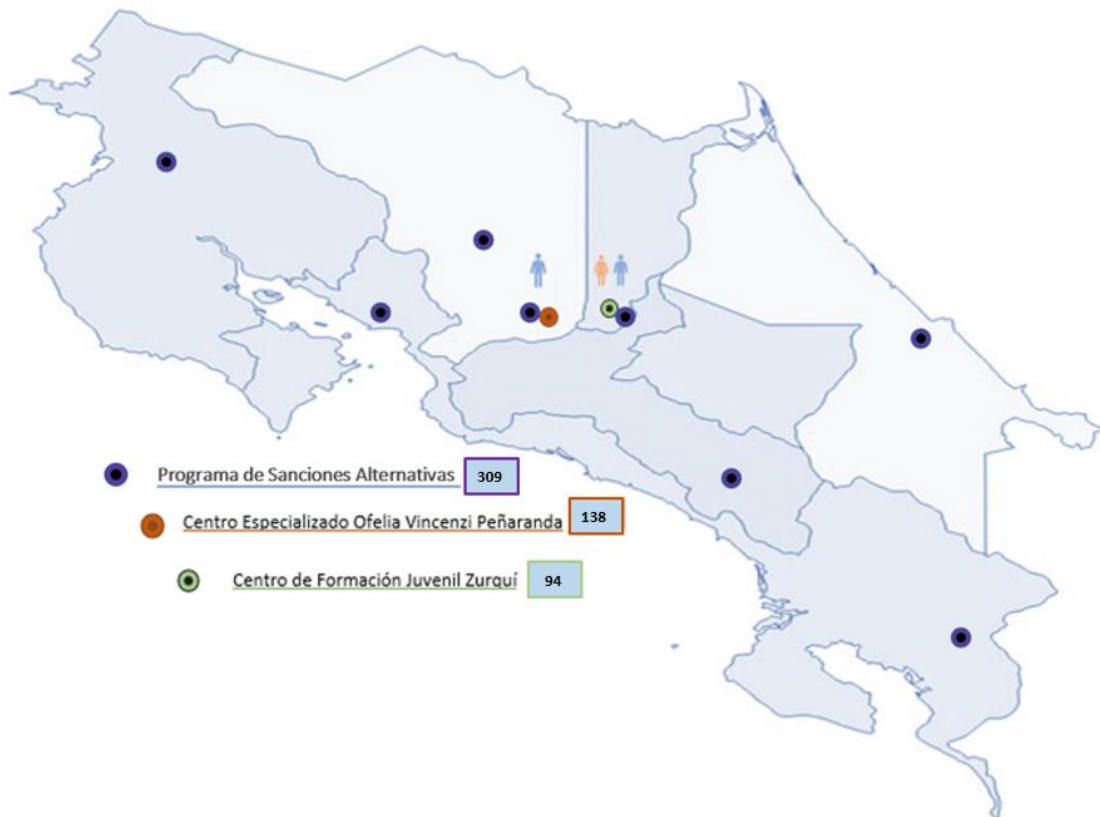 Programa de Sanciones Alternativas 309
Centro Especializado Ofelia Vincenzi Peñaranda 138
Centro de Formación Juvenil Zurquí 94